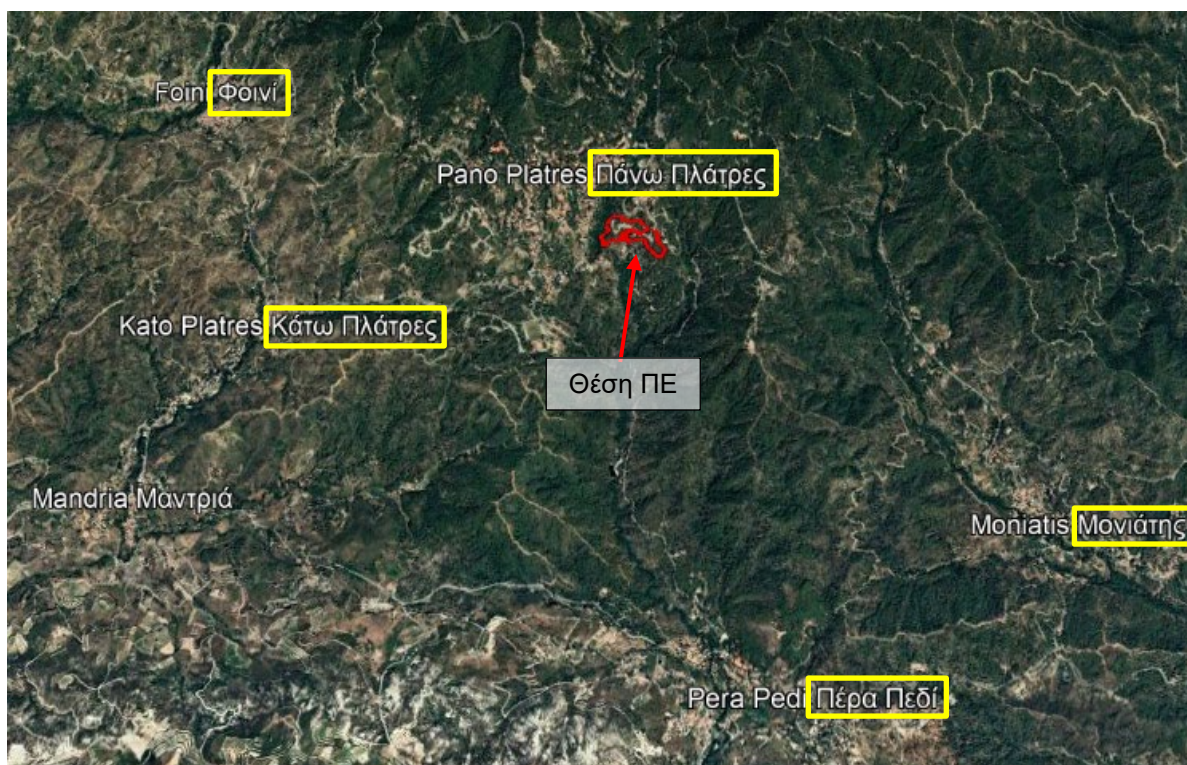 Foini Φοινί
Pano Platres Πάνω Πλάτρες
Kato Platres Κάτω Πλάτρες
Θέση ΠΕ
Mandria Μαντριά
Moniatis Μονιάτης
Pera Pedi Πέρα Πεδί